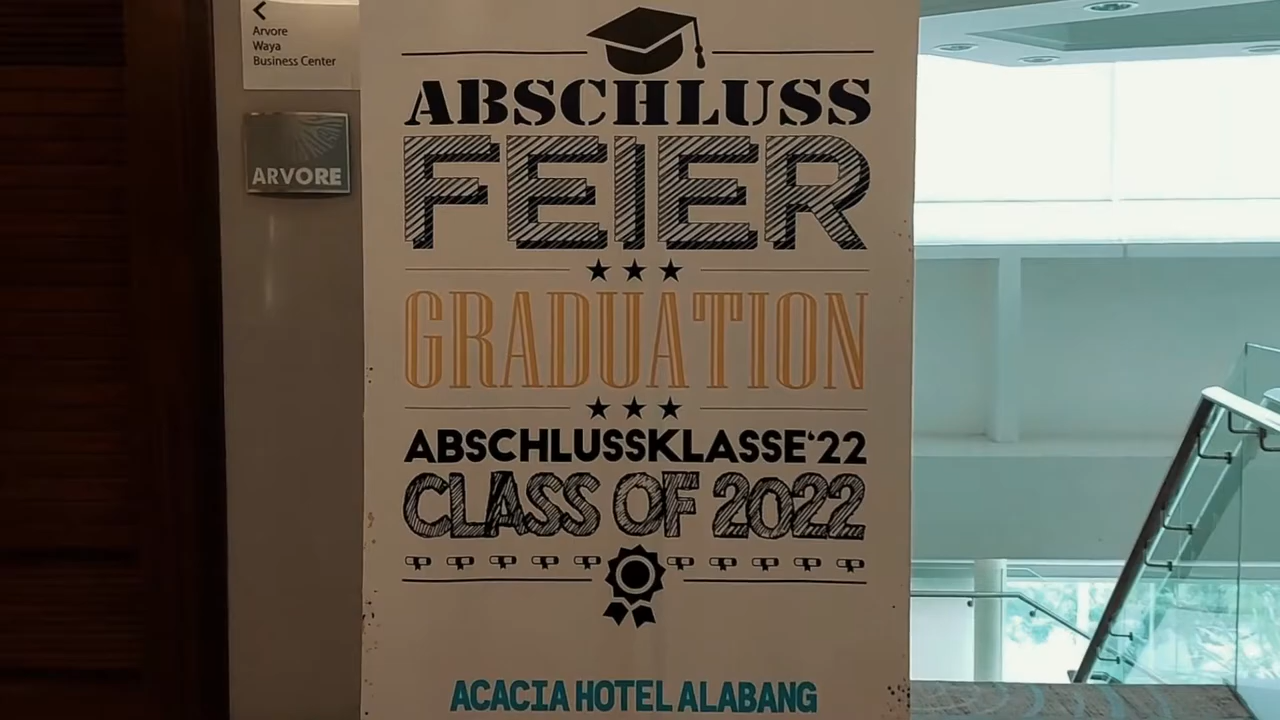 Arvore
Waya
Business Center
ARVORE
ABSCHLUSS
FEIER
GRADUATION
ABSCHLUSSKLASSE‘22
CLASS OF 2022
ACACIA HOTEL ALABANG